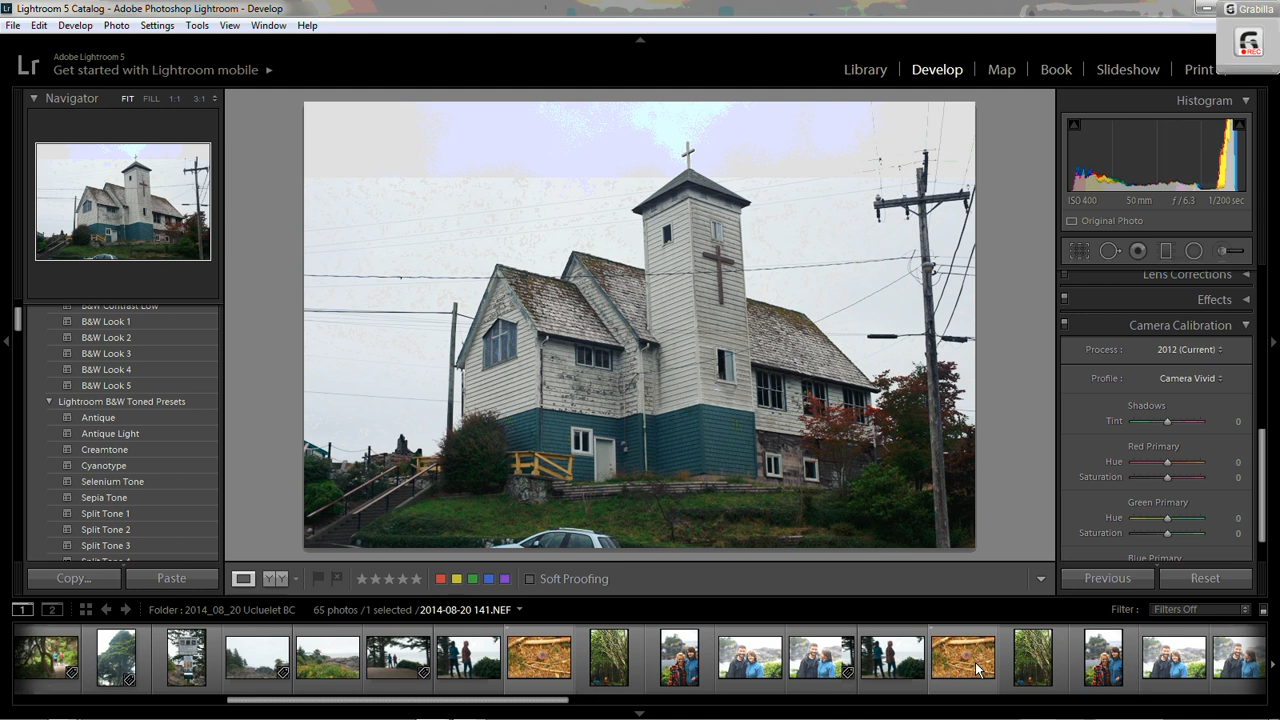 Lightroom 5 Catalog - Adobe Photoshop Lightroom - Develop
Grabilla
File Edit Develop Photo Settings Tools View Window Help
REC
Lr
Adobe Lightroom 5
Get started with Lightroom mobile
Library Develop Map Book Slideshow Print
Navigator FIT FILL 1:1 3:1
Histogram
ISO 400 50 mm ƒ / 6.3 1/200 sec
Original Photo
Lens Corrections
Effects
Camera Calibration
Process : 2012 (Current)
Profile : Camera Vivid
Shadows
Tint 0
Red Primary
Hue 0
Saturation 0
Green Primary
Hue 0
Saturation 0
Blue Primary
B&W Contrast Low
B&W Look 1
B&W Look 2
B&W Look 3
B&W Look 4
B&W Look 5
Lightroom B&W Toned Presets
Antique
Antique Light
Creamtone
Cyanotype
Selenium Tone
Sepia Tone
Split Tone 1
Split Tone 2
Split Tone 3
Split Tone 4
Copy... Paste
Y Y
Soft Proofing
Previous Reset
1 2 Folder : 2014_08_20 Ucluelet BC 65 photos / 1 selected / 2014-08-20 141.NEF Filter : Filters Off